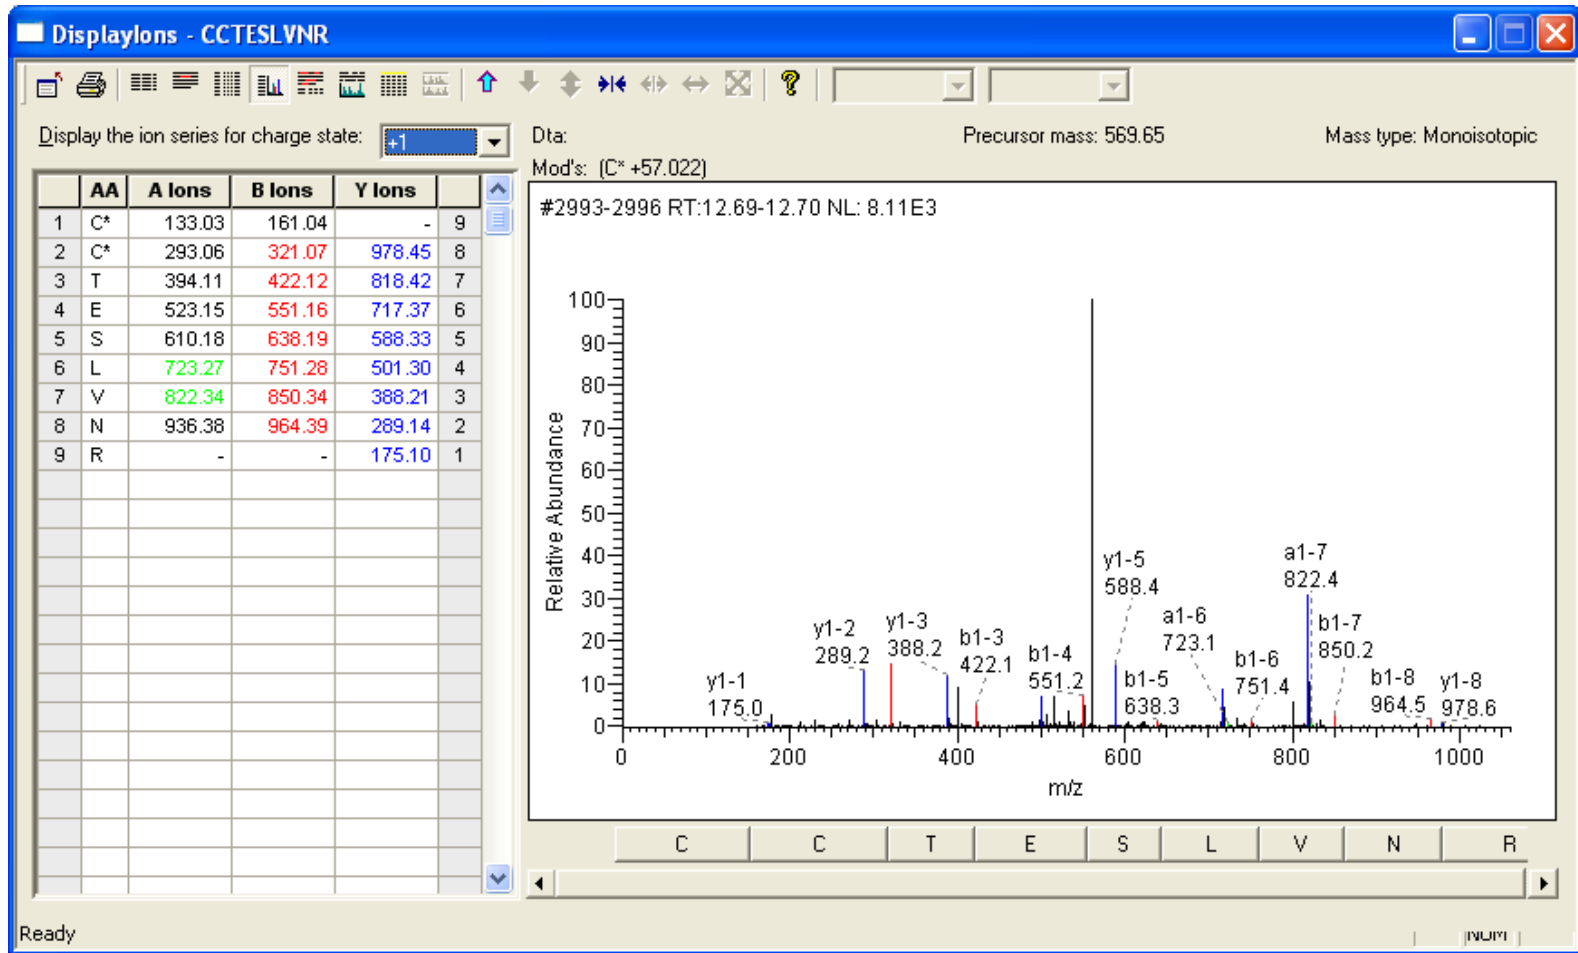 DisplayIons - CCTESLVNR
Display the ion series for charge state: +1
Dta: Precursor mass: 569.65 Mass type: Monoisotopic
Mod's: (C* +57.022)
AA A Ions B Ions Y Ions
1 C* 133.03 161.04 - 9
2 C* 293.06 321.07 978.45 8
3 T 394.11 422.12 818.42 7
4 E 523.15 551.16 717.37 6
5 S 610.18 638.19 588.33 5
6 L 723.27 751.28 501.30 4
7 V 822.34 850.34 388.21 3
8 N 936.38 964.39 289.14 2
9 R - - 175.10 1
#2993-2996 RT:12.69-12.70 NL: 8.11E3
Relative Abundance
100
90
80
70
60
50
40
30
20
10
0
y1-1
175.0
y1-2
289.2
y1-3
388.2
b1-3
422.1
b1-4
551.2
y1-5
588.4
b1-5
638.3
a1-6
723.1
b1-6
751.4
a1-7
822.4
b1-7
850.2
b1-8
964.5
y1-8
978.6
0 200 400 600 800 1000
m/z
C C T E S L V N R
Ready NUM